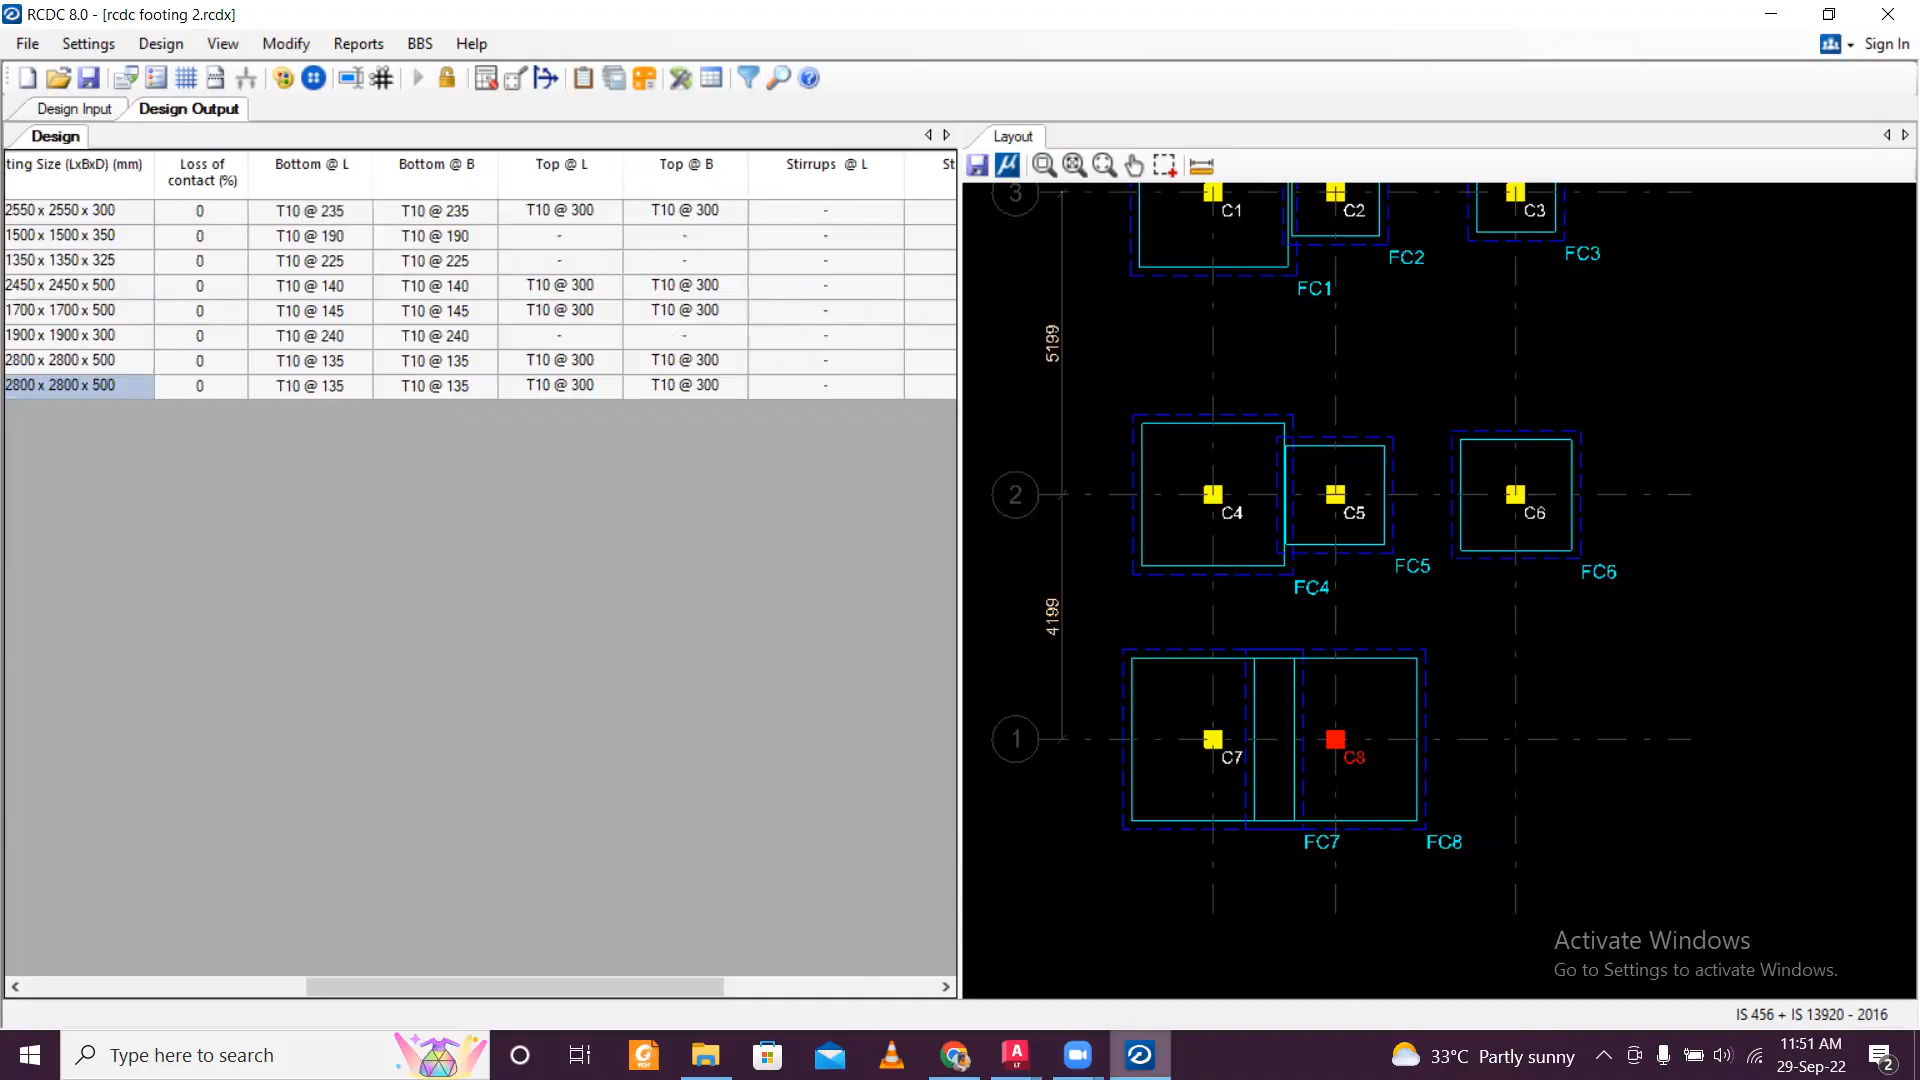 RCDC 8.0 - [rcdc footing 2.rcdx]
File Settings Design View Modify Reports BBS Help
Sign In
Design Input Design Output
Design
Layout
ting Size (LxBxD) (mm) Loss of contact (%) Bottom @ L Bottom @ B Top @ L Top @ B Stirrups @ L St
2550 x 2550 x 300 0 T10 @ 235 T10 @ 235 T10 @ 300 T10 @ 300 -
1500 x 1500 x 350 0 T10 @ 190 T10 @ 190 - - -
1350 x 1350 x 325 0 T10 @ 225 T10 @ 225 - - -
2450 x 2450 x 500 0 T10 @ 140 T10 @ 140 T10 @ 300 T10 @ 300 -
1700 x 1700 x 500 0 T10 @ 145 T10 @ 145 T10 @ 300 T10 @ 300 -
1900 x 1900 x 300 0 T10 @ 240 T10 @ 240 - - -
2800 x 2800 x 500 0 T10 @ 135 T10 @ 135 T10 @ 300 T10 @ 300 -
2800 x 2800 x 500 0 T10 @ 135 T10 @ 135 T10 @ 300 T10 @ 300 -
3
C1 C2 C3
FC2 FC3
FC1
5199
2
C4 C5 C6
FC5 FC6
FC4
4199
1
C7 C8
FC7 FC8
Activate Windows
Go to Settings to activate Windows.
IS 456 + IS 13920 - 2016
Type here to search
33°C Partly sunny
11:51 AM
29-Sep-22
2